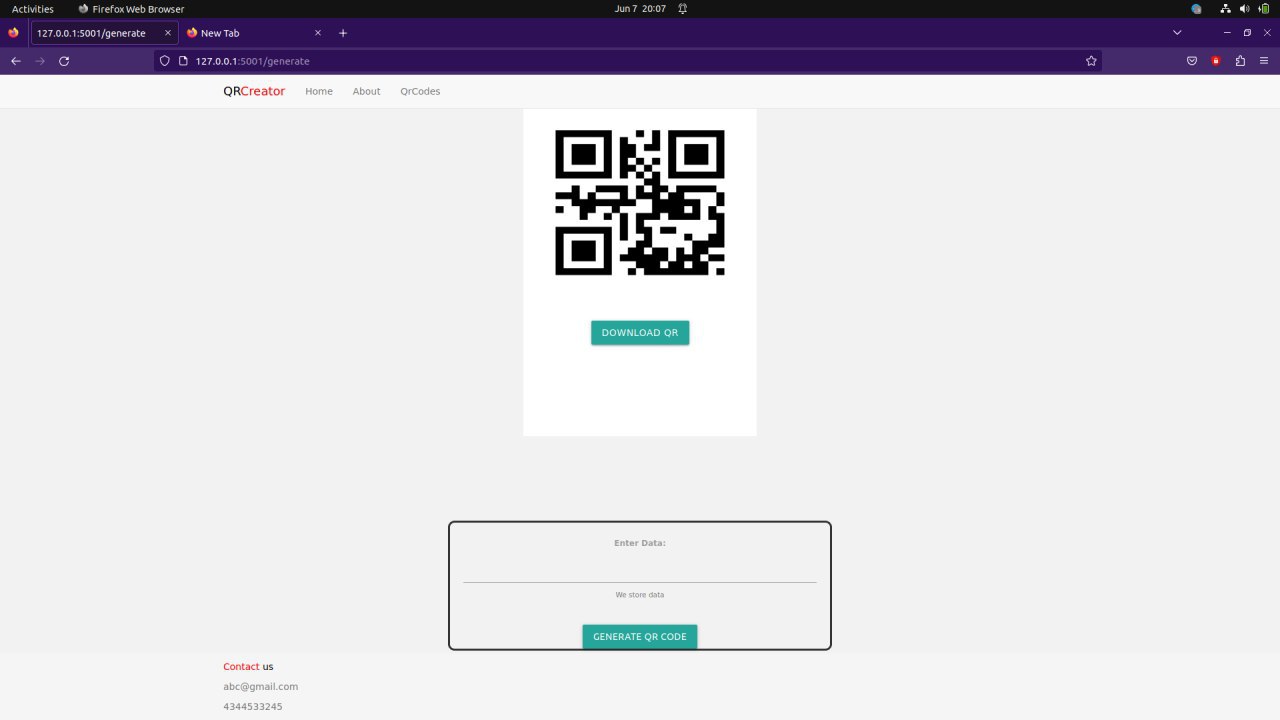 Activities Firefox Web Browser Jun 7 20:07
127.0.0.1:5001/generate New Tab
127.0.0.1:5001/generate
QRCreator Home About QrCodes
DOWNLOAD QR
Enter Data:
We store data
GENERATE QR CODE
Contact us
abc@gmail.com
4344533245